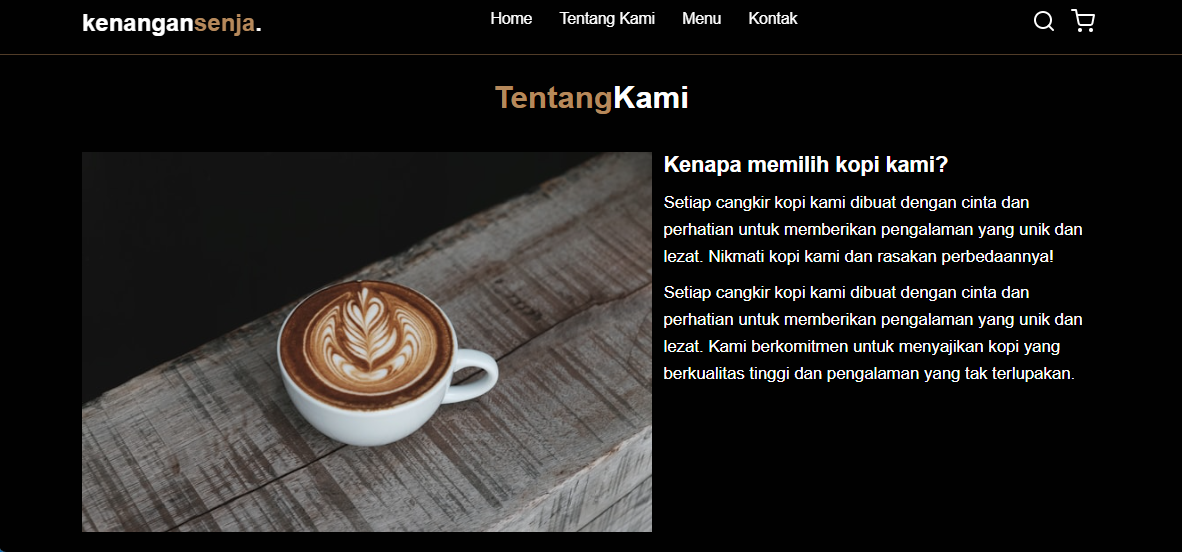 kenangansenja.
Home Tentang Kami Menu Kontak
TentangKami
Kenapa memilih kopi kami?
Setiap cangkir kopi kami dibuat dengan cinta dan
perhatian untuk memberikan pengalaman yang unik dan
lezat. Nikmati kopi kami dan rasakan perbedaannya!
Setiap cangkir kopi kami dibuat dengan cinta dan
perhatian untuk memberikan pengalaman yang unik dan
lezat. Kami berkomitmen untuk menyajikan kopi yang
berkualitas tinggi dan pengalaman yang tak terlupakan.